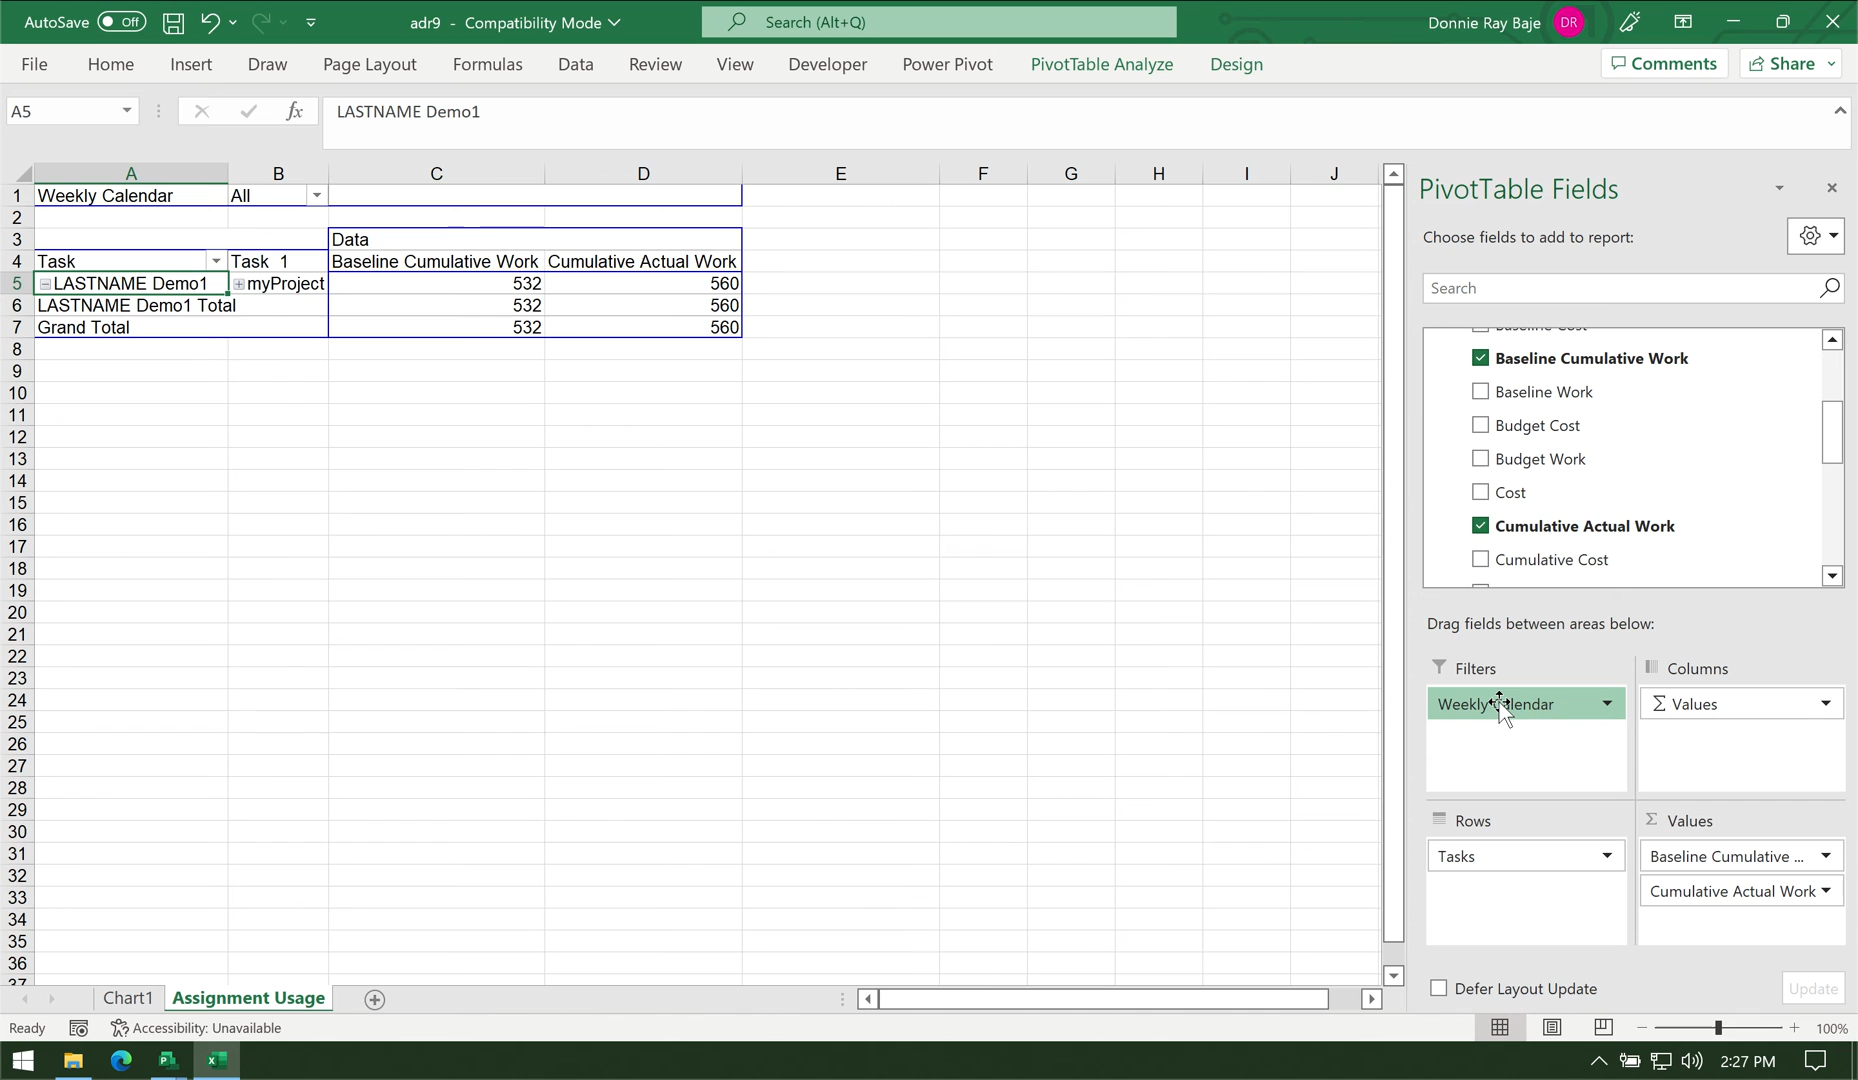 AutoSave Off
adr9 - Compatibility Mode
Search (Alt+Q)
Donnie Ray Baje DR
File Home Insert Draw Page Layout Formulas Data Review View Developer Power Pivot PivotTable Analyze Design
Comments Share
A5 fx LASTNAME Demo1
A B C D E F G H I J
1 Weekly Calendar All
2
3 Data
4 Task Task 1 Baseline Cumulative Work Cumulative Actual Work
5 LASTNAME Demo1 myProject 532 560
6 LASTNAME Demo1 Total 532 560
7 Grand Total 532 560
8
9
10
11
12
13
14
15
16
17
18
19
20
21
22
23
24
25
26
27
28
29
30
31
32
33
34
35
36
37
PivotTable Fields
Choose fields to add to report:
Search
Baseline Cost
Baseline Cumulative Work
Baseline Work
Budget Cost
Budget Work
Cost
Cumulative Actual Work
Cumulative Cost
Drag fields between areas below:
Filters
Weekly Calendar
Columns
Σ Values
Rows
Tasks
Σ Values
Baseline Cumulative ...
Cumulative Actual Work
Defer Layout Update Update
Chart1 Assignment Usage
Ready Accessibility: Unavailable
100%
2:27 PM